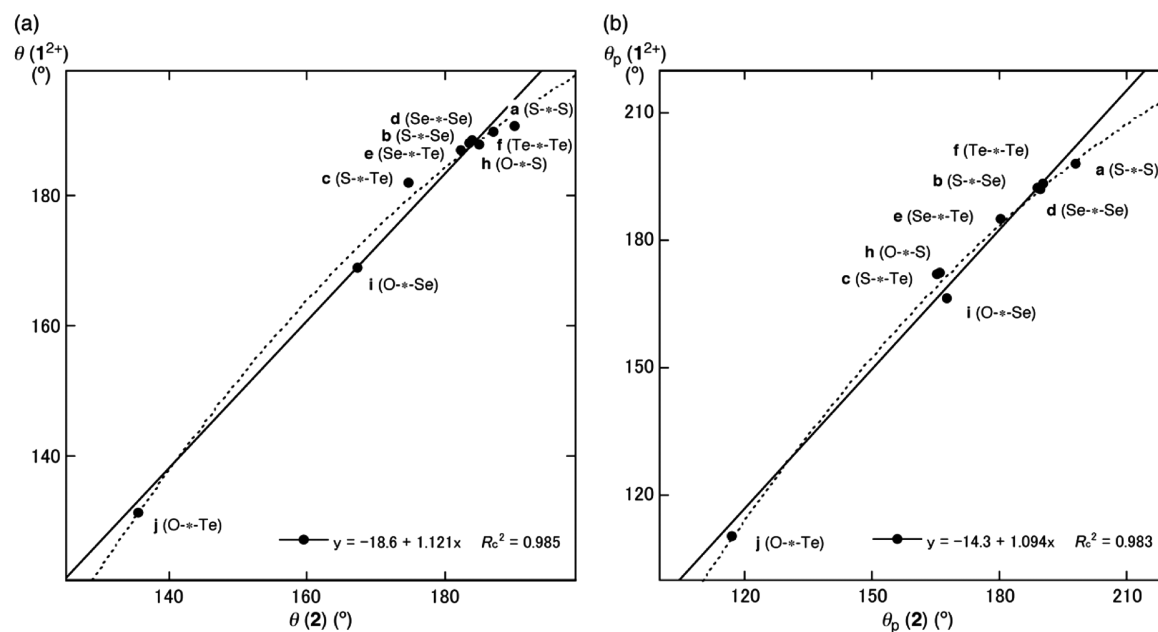 (a)
θ (1²⁺)
(º)
180
160
140
140
160
180
θ (2) (º)
a (S-*-S)
d (Se-*-Se)
b (S-*-Se)
f (Te-*-Te)
e (Se-*-Te)
h (O-*-S)
c (S-*-Te)
i (O-*-Se)
j (O-*-Te)
y = −18.6 + 1.121x Rc² = 0.985
(b)
θp (1²⁺)
(º)
210
180
150
120
120
150
180
210
θp (2) (º)
f (Te-*-Te)
a (S-*-S)
b (S-*-Se)
d (Se-*-Se)
e (Se-*-Te)
h (O-*-S)
c (S-*-Te)
i (O-*-Se)
j (O-*-Te)
y = −14.3 + 1.094x Rc² = 0.983